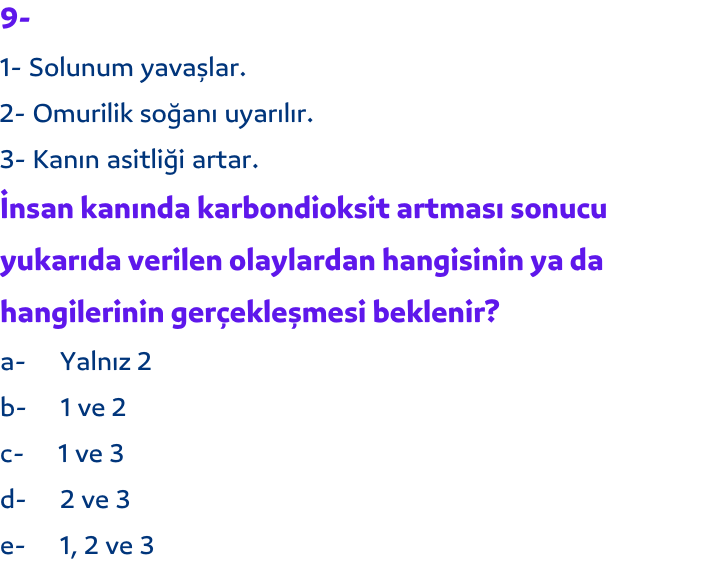 9-
1- Solunum yavaşlar.
2- Omurilik soğanı uyarılır.
3- Kanın asitliği artar.
İnsan kanında karbondioksit artması sonucu
yukarıda verilen olaylardan hangisinin ya da
hangilerinin gerçekleşmesi beklenir?
a- Yalnız 2
b- 1 ve 2
c- 1 ve 3
d- 2 ve 3
e- 1, 2 ve 3